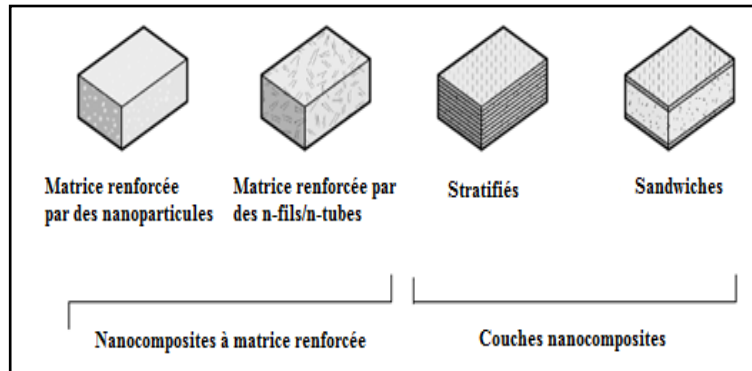 Matrice renforcée
par des nanoparticules
Matrice renforcée par
des n-fils/n-tubes
Stratifiés
Sandwiches
Nanocomposites à matrice renforcée
Couches nanocomposites